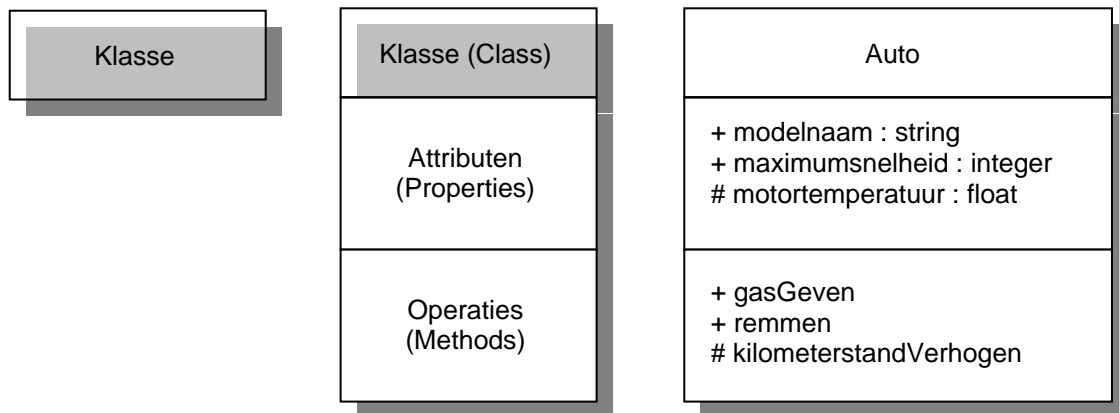 Klasse
Klasse (Class)
Attributen
(Properties)
Operaties
(Methods)
Auto
+ modelnaam : string
+ maximumsnelheid : integer
# motortemperatuur : float
+ gasGeven
+ remmen
# kilometerstandVerhogen